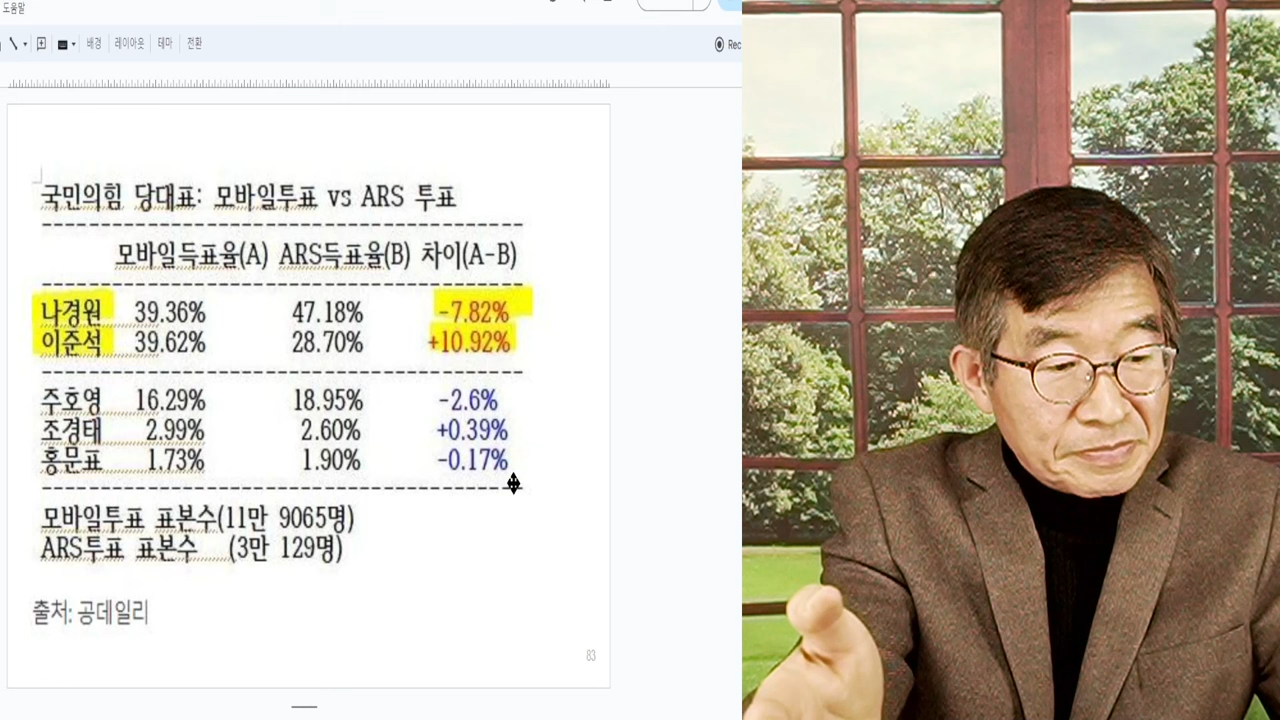 도움말
배경 레이아웃 테마 전환
Rec
국민의힘 당대표: 모바일투표 vs ARS 투표
모바일득표율(A) ARS득표율(B) 차이(A-B)
나경원 39.36% 47.18% -7.82%
이준석 39.62% 28.70% +10.92%
주호영 16.29% 18.95% -2.6%
조경태 2.99% 2.60% +0.39%
홍문표 1.73% 1.90% -0.17%
모바일투표 표본수(11만 9065명)
ARS투표 표본수 (3만 129명)
출처: 공데일리
83